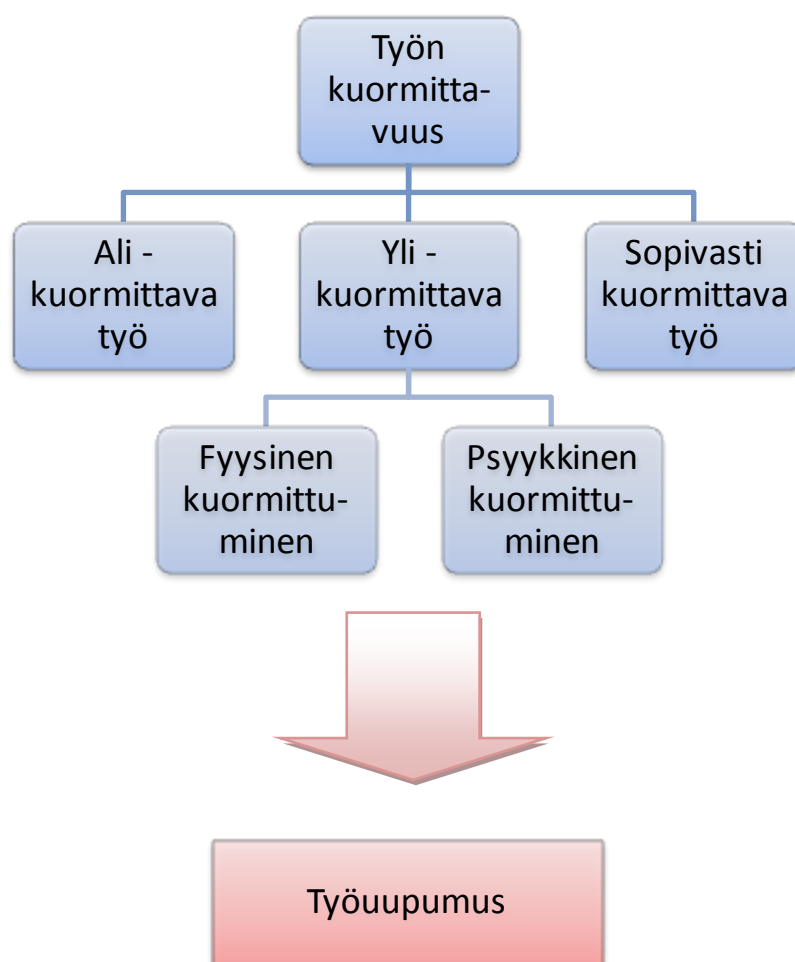 Työn
kuormitta-
vuus
Ali -
kuormittava
työ
Yli -
kuormittava
työ
Sopivasti
kuormittava
työ
Fyysinen
kuormittu-
minen
Psyykkinen
kuormittu-
minen
Työuupumus